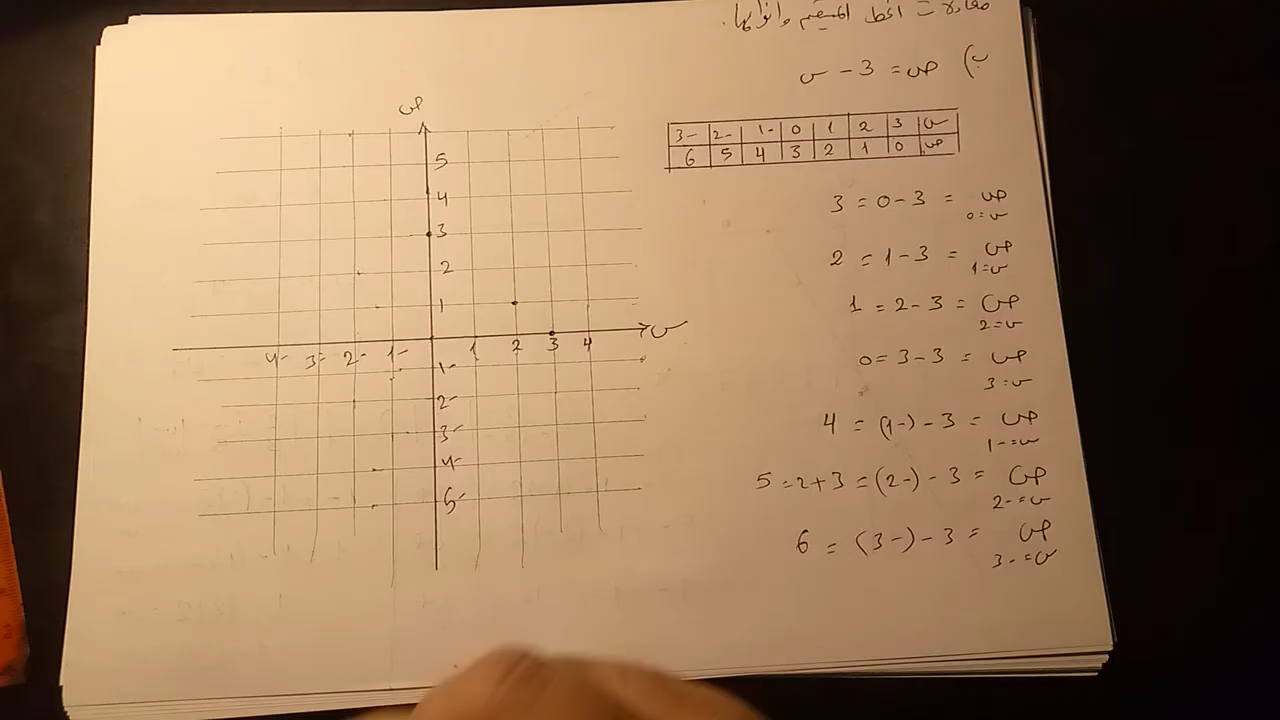 معادلات الخط المستقيم وانواعها.
ب) ص = 3 - س
س 3 2 1 0 1- 2- 3-
ص 0 1 2 3 4 5 6
ص = 3 - 0 = 3
س=0
ص = 3 - 1 = 2
س=1
ص = 3 - 2 = 1
س=2
ص = 3 - 3 = 0
س=3
ص = 3 - (-1) = 4
س=-1
ص = 3 - (-2) = 3+2 = 5
س=-2
ص = 3 - (-3) = 6
س=-3
ص
5
4
3
2
1
س
4- 3- 2- 1- 1 2 3 4
1-
2-
3-
4-
5-